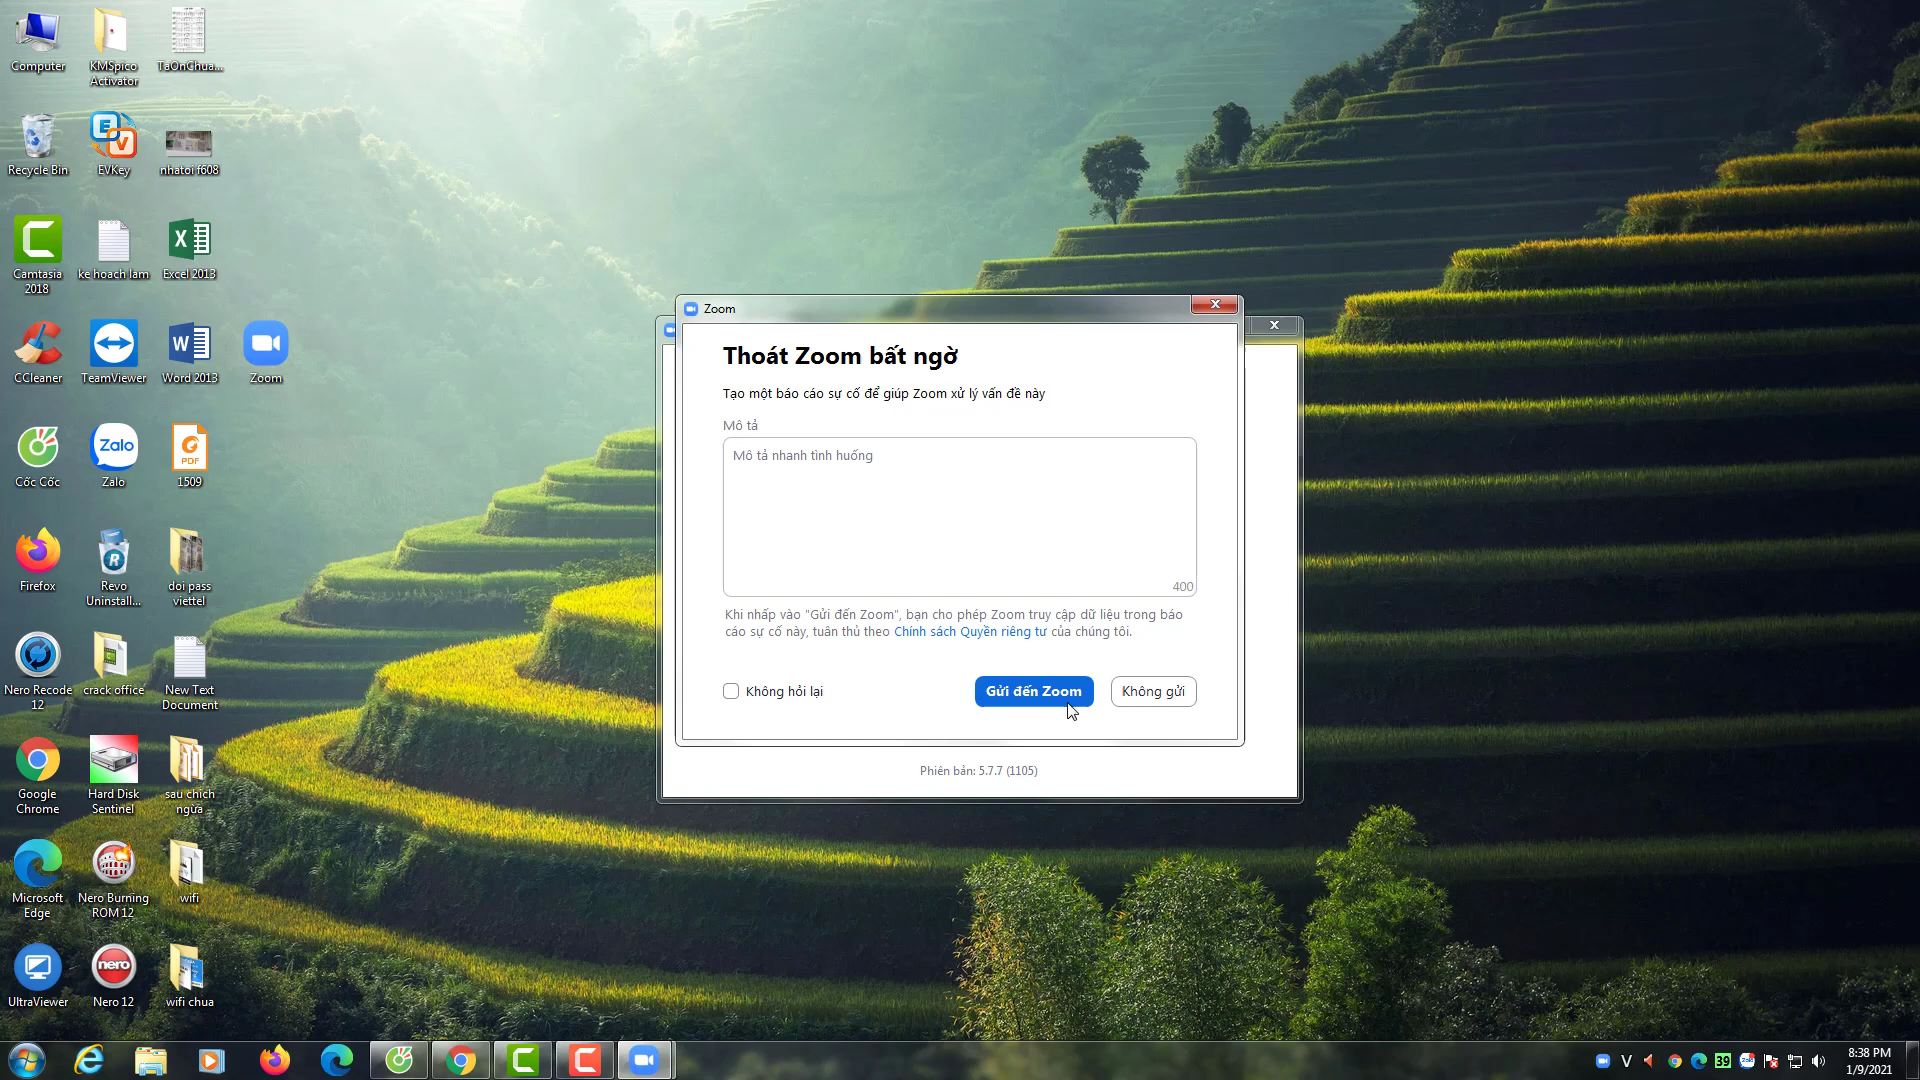 Computer
KMSpico
Activator
TaOnChua...
Recycle Bin
EVKey
nhatoi f608
Camtasia
2018
ke hoach lam
Excel 2013
CCleaner
TeamViewer
Word 2013
Zoom
Cốc Cốc
Zalo
Zalo
PDF
1509
Firefox
Revo
Uninstall...
doi pass
viettel
Nero Recode
12
crack office
New Text
Document
Google
Chrome
Hard Disk
Sentinel
sau chich
ngừa
Microsoft
Edge
Nero Burning
ROM 12
wifi
UltraViewer
nero
Nero 12
wifi chua
Zoom
Thoát Zoom bất ngờ
Tạo một báo cáo sự cố để giúp Zoom xử lý vấn đề này
Mô tả
Mô tả nhanh tình huống
400
Khi nhấp vào "Gửi đến Zoom", bạn cho phép Zoom truy cập dữ liệu trong báo
cáo sự cố này, tuân thủ theo Chính sách Quyền riêng tư của chúng tôi.
Không hỏi lại
Gửi đến Zoom
Không gửi
Phiên bản: 5.7.7 (1105)
V
39
8:38 PM
1/9/2021